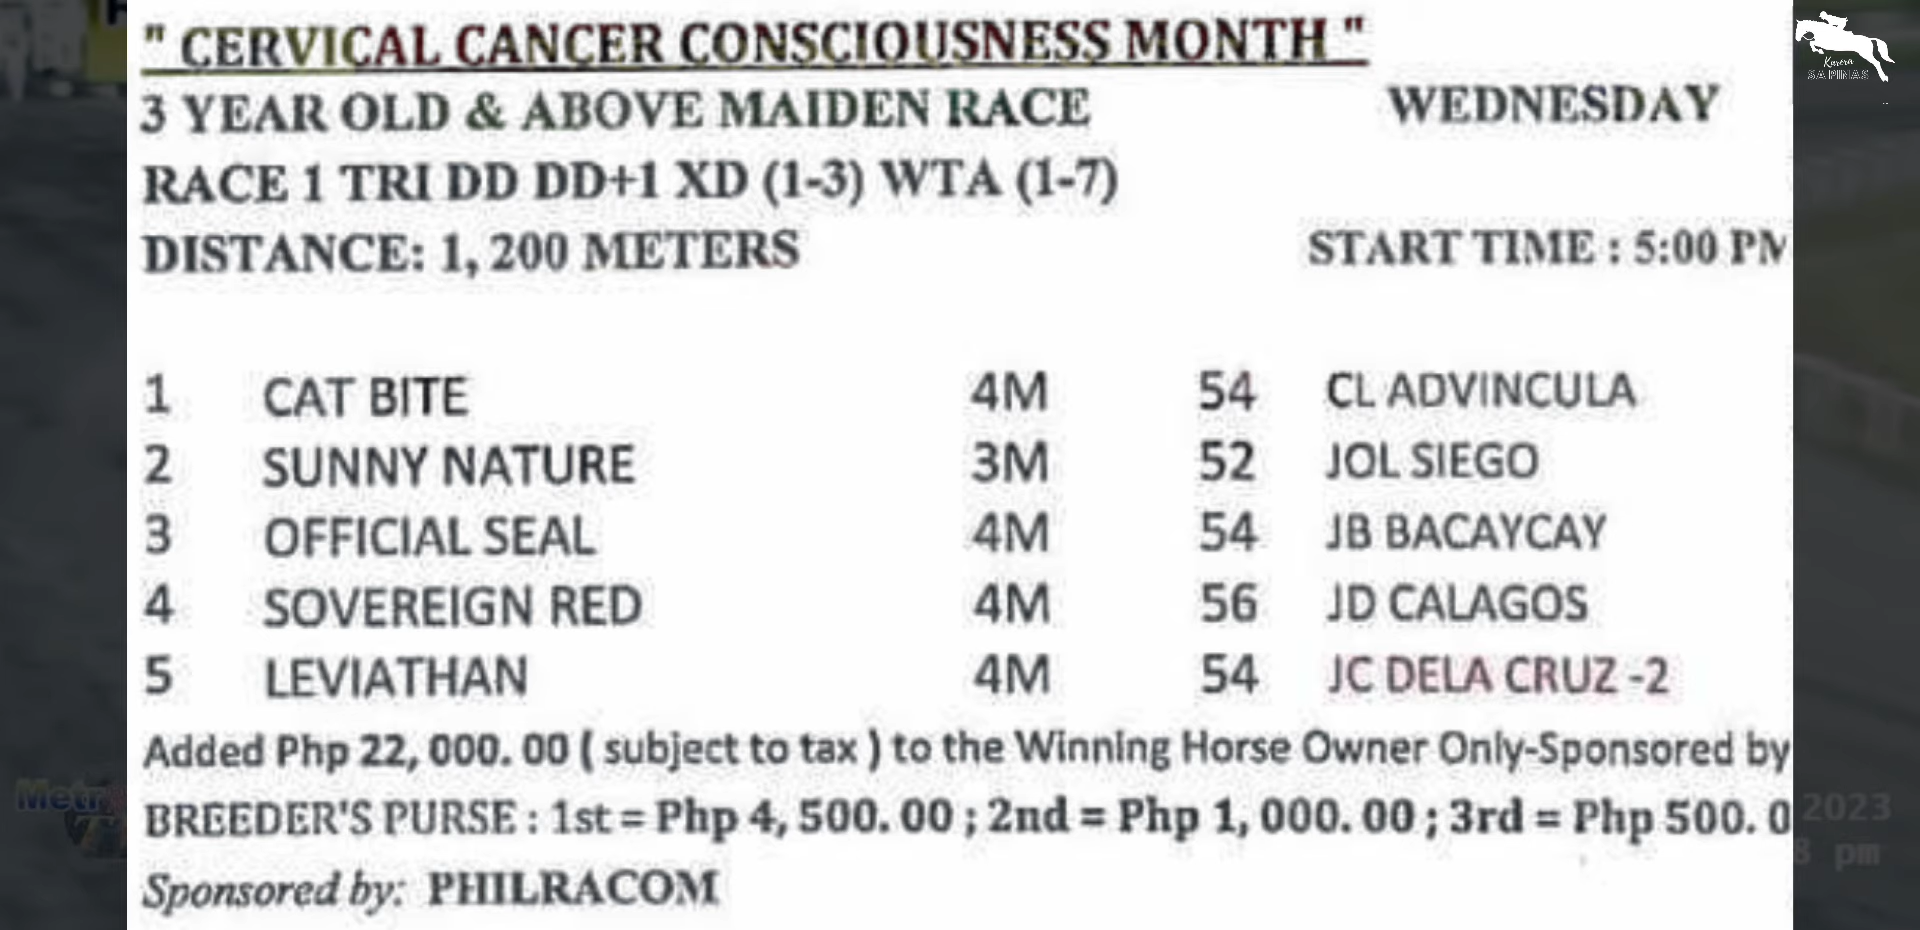 " CERVICAL CANCER CONSCIOUSNESS MONTH "
3 YEAR OLD & ABOVE MAIDEN RACE WEDNESDAY
RACE 1 TRI DD DD+1 XD (1-3) WTA (1-7)
DISTANCE: 1, 200 METERS START TIME : 5:00 PM
1 CAT BITE 4M 54 CL ADVINCULA
2 SUNNY NATURE 3M 52 JOL SIEGO
3 OFFICIAL SEAL 4M 54 JB BACAYCAY
4 SOVEREIGN RED 4M 56 JD CALAGOS
5 LEVIATHAN 4M 54 JC DELA CRUZ -2
Added Php 22, 000. 00 ( subject to tax ) to the Winning Horse Owner Only-Sponsored by
BREEDER'S PURSE : 1st = Php 4, 500. 00 ; 2nd = Php 1, 000. 00 ; 3rd = Php 500. 0
Sponsored by: PHILRACOM
Karera
SA PINAS
2023
8 pm